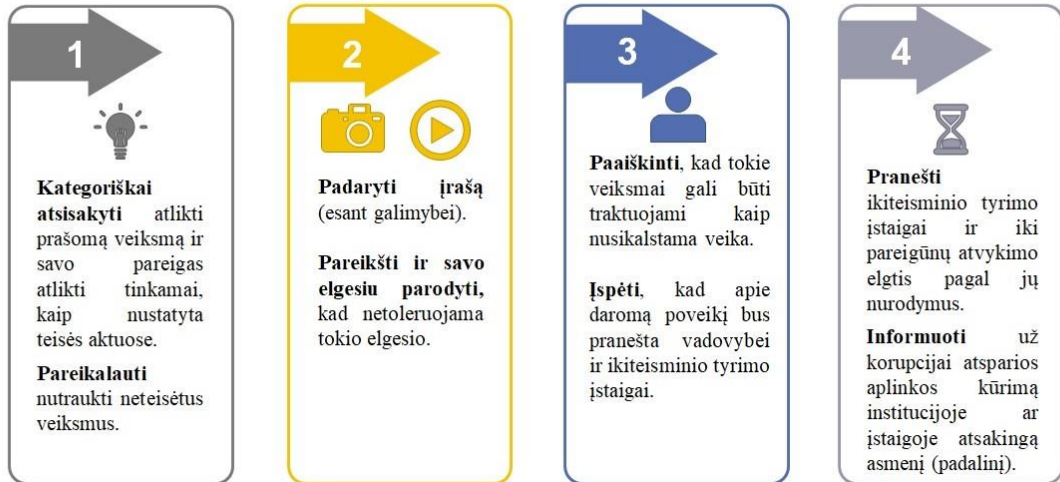 1
Kategoriškai
atsisakyti atlikti
prašomą veiksmą ir
savo pareigas
atlikti tinkamai,
kaip nustatyta
teisės aktuose.
Pareikalauti
nutraukti neteisėtus
veiksmus.
2
Padaryti įrašą
(esant galimybei).
Pareikšti ir savo
elgesiu parodyti,
kad netoleruojama
tokio elgesio.
3
Paaiškinti, kad tokie
veiksmai gali būti
traktuojami kaip
nusikalstama veika.
Įspėti, kad apie
daromą poveikį bus
pranešta vadovybei
ir ikiteisminio tyrimo
įstaigai.
4
Pranešti
ikiteisminio tyrimo
įstaigai ir iki
pareigūnų atvykimo
elgtis pagal jų
nurodymus.
Informuoti už
korupcijai atsparios
aplinkos kūrimą
institucijoje ar
įstaigoje atsakingą
asmenį (padalinį).